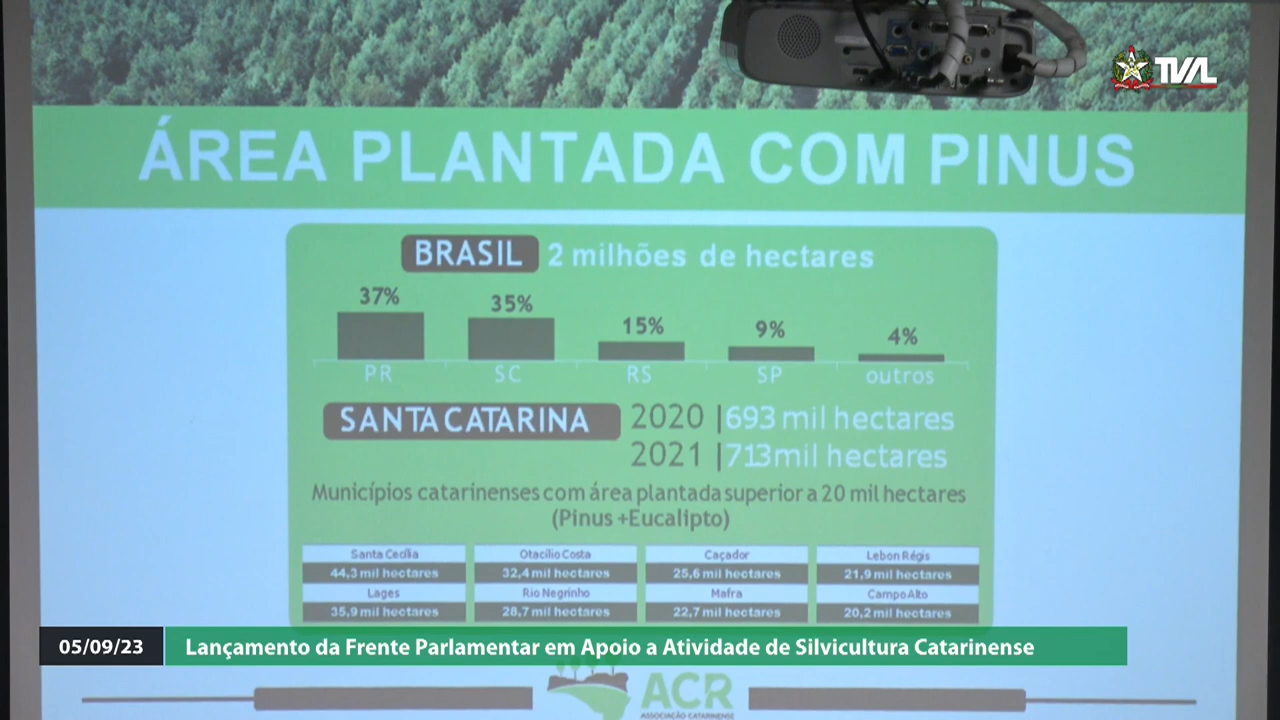 TVAL
ÁREA PLANTADA COM PINUS
BRASIL 2 milhões de hectares
37% 35% 15% 9% 4%
PR SC RS SP outros
SANTA CATARINA 2020 | 693 mil hectares
2021 | 713 mil hectares
Municípios catarinenses com área plantada superior a 20 mil hectares
(Pinus +Eucalipto)
Santa Cecília Otacílio Costa Caçador Lebon Régis
44,3 mil hectares 32,4 mil hectares 25,6 mil hectares 21,9 mil hectares
Lages Rio Negrinho Mafra Campo Alto
35,9 mil hectares 28,7 mil hectares 22,7 mil hectares 20,2 mil hectares
05/09/23 Lançamento da Frente Parlamentar em Apoio a Atividade de Silvicultura Catarinense
ACR
ASSOCIAÇÃO CATARINENSE